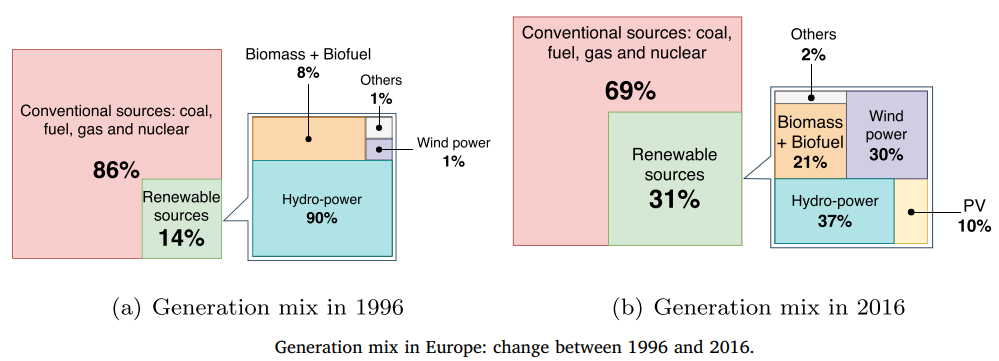 Conventional sources: coal,
fuel, gas and nuclear
86%
Renewable
sources
14%
Biomass + Biofuel
8%
Others
1%
Wind power
1%
Hydro-power
90%
(a) Generation mix in 1996
Conventional sources: coal,
fuel, gas and nuclear
69%
Renewable
sources
31%
Others
2%
Biomass
+ Biofuel
21%
Wind
power
30%
Hydro-power
37%
PV
10%
(b) Generation mix in 2016
Generation mix in Europe: change between 1996 and 2016.